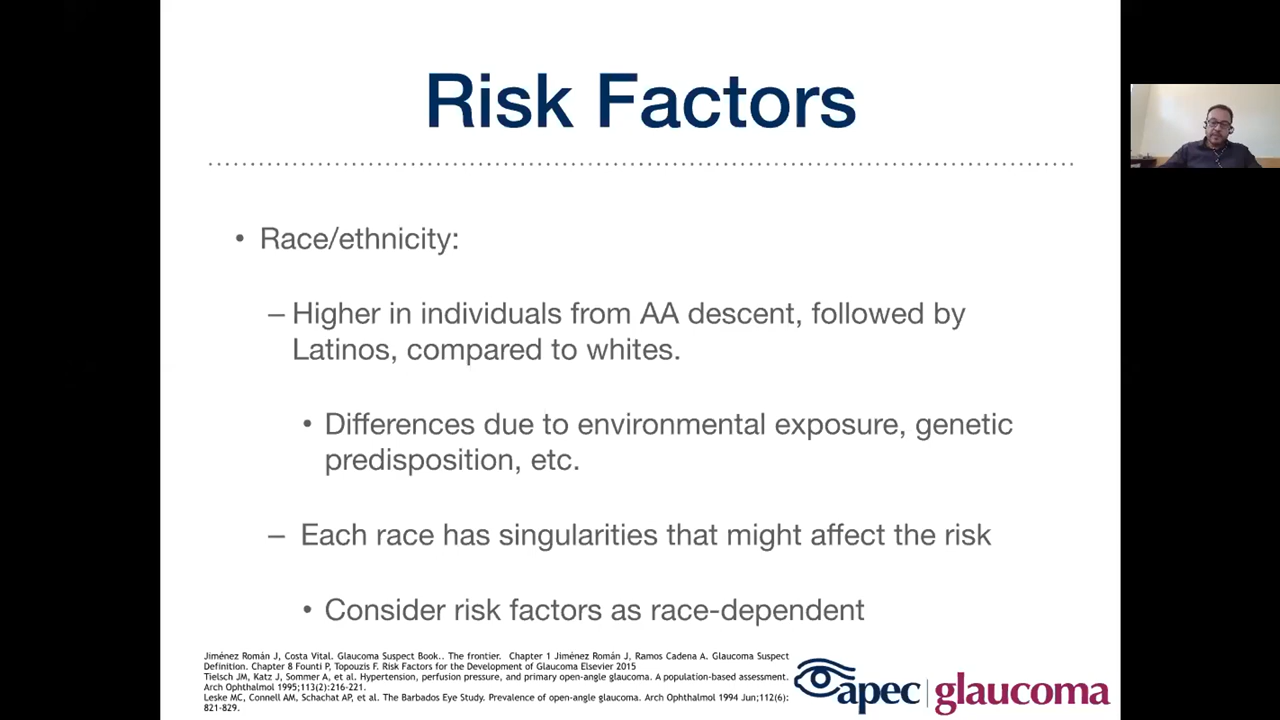 Risk Factors
• Race/ethnicity:
– Higher in individuals from AA descent, followed by
Latinos, compared to whites.
• Differences due to environmental exposure, genetic
predisposition, etc.
– Each race has singularities that might affect the risk
• Consider risk factors as race-dependent
Jiménez Román J, Costa Vital. Glaucoma Suspect Book.. The frontier. Chapter 1 Jiménez Román J, Ramos Cadena A. Glaucoma Suspect
Definition. Chapter 8 Founti P, Topouzis F. Risk Factors for the Development of Glaucoma Elsevier 2015
Tielsch JM, Katz J, Sommer A, et al. Hypertension, perfusion pressure, and primary open-angle glaucoma. A population-based assessment.
Arch Ophthalmol 1995;113(2):216-221.
Leske MC, Connell AM, Schachat AP, et al. The Barbados Eye Study. Prevalence of open-angle glaucoma. Arch Ophthalmol 1994 Jun;112(6):
821-829.
apec | glaucoma